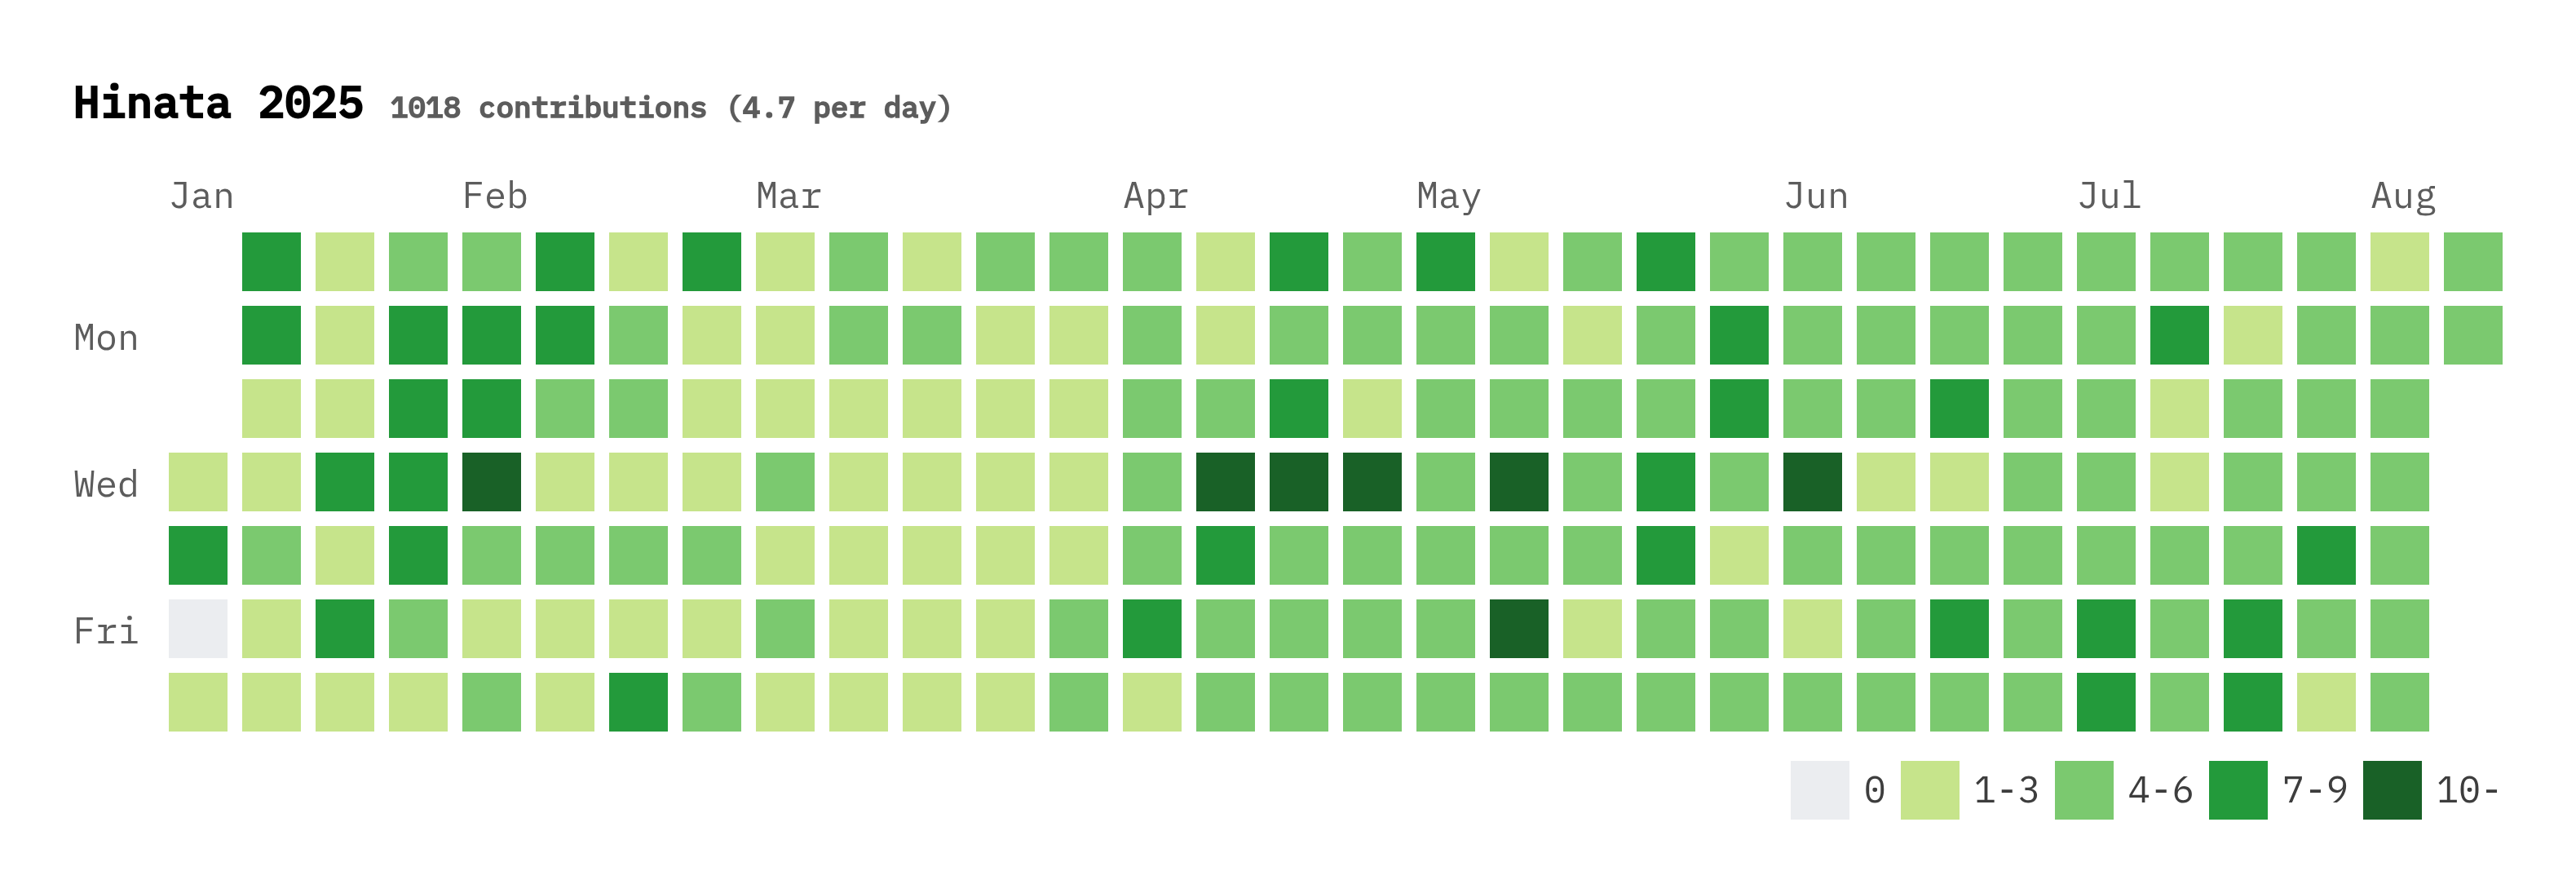 Hinata 2025 1018 contributions (4.7 per day)
Jan Feb Mar Apr May Jun Jul Aug
Mon
Wed
Fri
0 1-3 4-6 7-9 10-